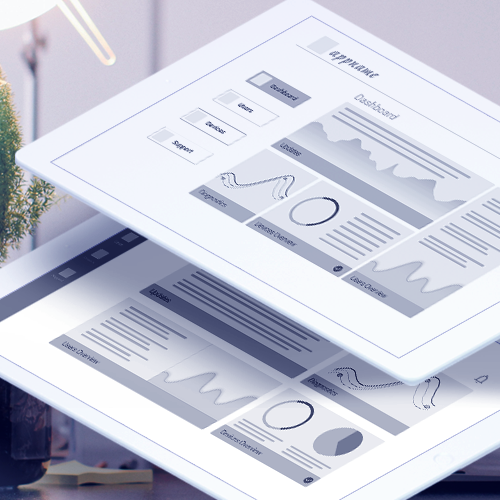 appname
Dashboard
Dashboard
Users
Devices
Support
Updates
Diagnostics
Devices Overview
Users Overview
Updates
Users Overview
Diagnostics
Devices Overview